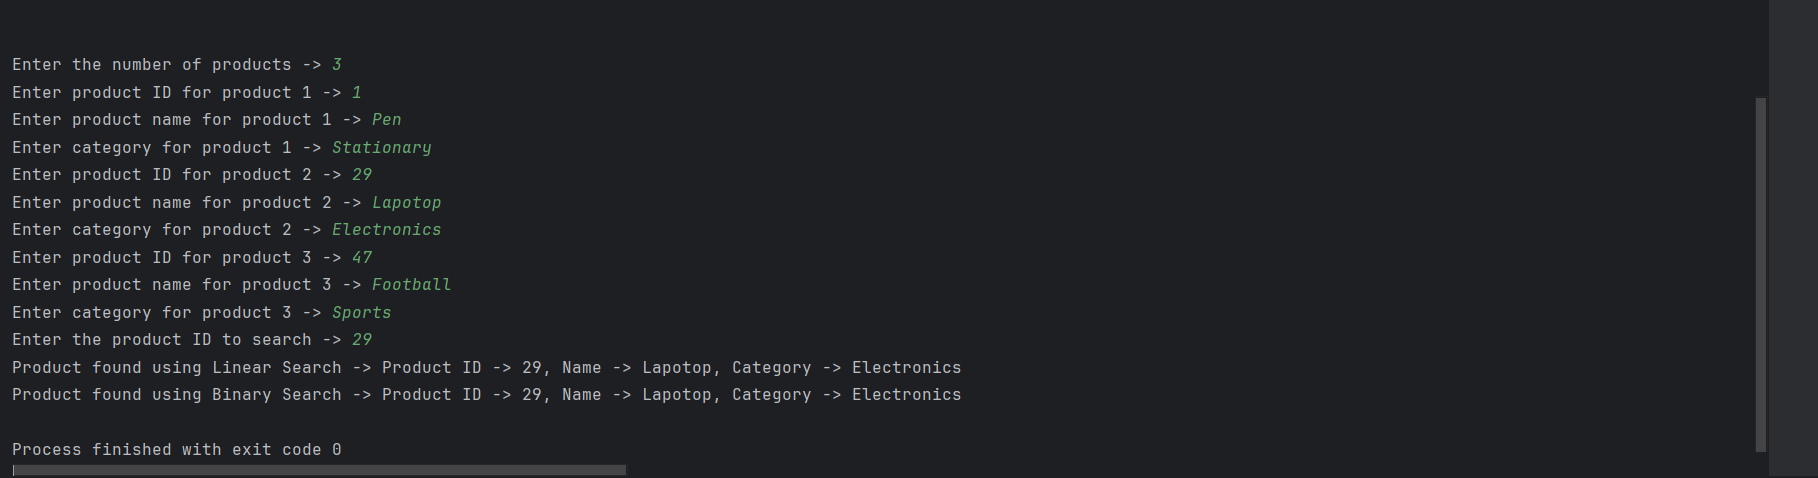 Enter the number of products -> 3
Enter product ID for product 1 -> 1
Enter product name for product 1 -> Pen
Enter category for product 1 -> Stationary
Enter product ID for product 2 -> 29
Enter product name for product 2 -> Lapotop
Enter category for product 2 -> Electronics
Enter product ID for product 3 -> 47
Enter product name for product 3 -> Football
Enter category for product 3 -> Sports
Enter the product ID to search -> 29
Product found using Linear Search -> Product ID -> 29, Name -> Lapotop, Category -> Electronics
Product found using Binary Search -> Product ID -> 29, Name -> Lapotop, Category -> Electronics
Process finished with exit code 0